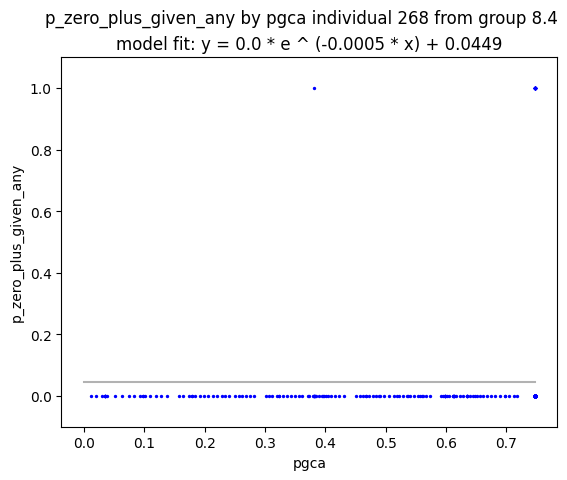 p_zero_plus_given_any by pgca individual 268 from group 8.4
model fit: y = 0.0 * e ^ (-0.0005 * x) + 0.0449
p_zero_plus_given_any
1.0
0.8
0.6
0.4
0.2
0.0
0.0 0.1 0.2 0.3 0.4 0.5 0.6 0.7
pgca